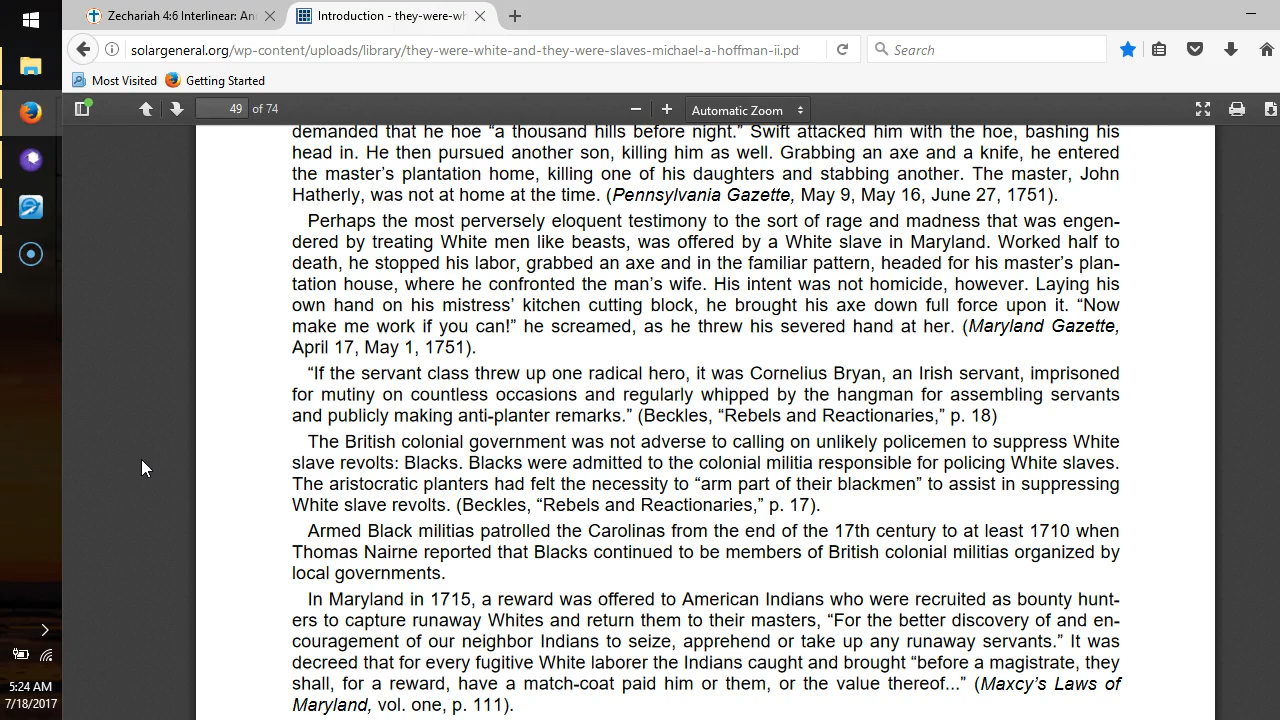 Zechariah 4:6 Interlinear: An
Introduction - they-were-wh
solargeneral.org/wp-content/uploads/library/they-were-white-and-they-were-slaves-michael-a-hoffman-ii.pd
Search
Most Visited
Getting Started
49 of 74
Automatic Zoom
demanded that he hoe “a thousand hills before night.” Swift attacked him with the hoe, bashing his
head in. He then pursued another son, killing him as well. Grabbing an axe and a knife, he entered
the master’s plantation home, killing one of his daughters and stabbing another. The master, John
Hatherly, was not at home at the time. (Pennsylvania Gazette, May 9, May 16, June 27, 1751).
Perhaps the most perversely eloquent testimony to the sort of rage and madness that was engen-
dered by treating White men like beasts, was offered by a White slave in Maryland. Worked half to
death, he stopped his labor, grabbed an axe and in the familiar pattern, headed for his master’s plan-
tation house, where he confronted the man’s wife. His intent was not homicide, however. Laying his
own hand on his mistress’ kitchen cutting block, he brought his axe down full force upon it. “Now
make me work if you can!” he screamed, as he threw his severed hand at her. (Maryland Gazette,
April 17, May 1, 1751).
“If the servant class threw up one radical hero, it was Cornelius Bryan, an Irish servant, imprisoned
for mutiny on countless occasions and regularly whipped by the hangman for assembling servants
and publicly making anti-planter remarks.” (Beckles, “Rebels and Reactionaries,” p. 18)
The British colonial government was not adverse to calling on unlikely policemen to suppress White
slave revolts: Blacks. Blacks were admitted to the colonial militia responsible for policing White slaves.
The aristocratic planters had felt the necessity to “arm part of their blackmen” to assist in suppressing
White slave revolts. (Beckles, “Rebels and Reactionaries,” p. 17).
Armed Black militias patrolled the Carolinas from the end of the 17th century to at least 1710 when
Thomas Nairne reported that Blacks continued to be members of British colonial militias organized by
local governments.
In Maryland in 1715, a reward was offered to American Indians who were recruited as bounty hunt-
ers to capture runaway Whites and return them to their masters, “For the better discovery of and en-
couragement of our neighbor Indians to seize, apprehend or take up any runaway servants.” It was
decreed that for every fugitive White laborer the Indians caught and brought “before a magistrate, they
shall, for a reward, have a match-coat paid him or them, or the value thereof...” (Maxcy’s Laws of
Maryland, vol. one, p. 111).
5:24 AM
7/18/2017